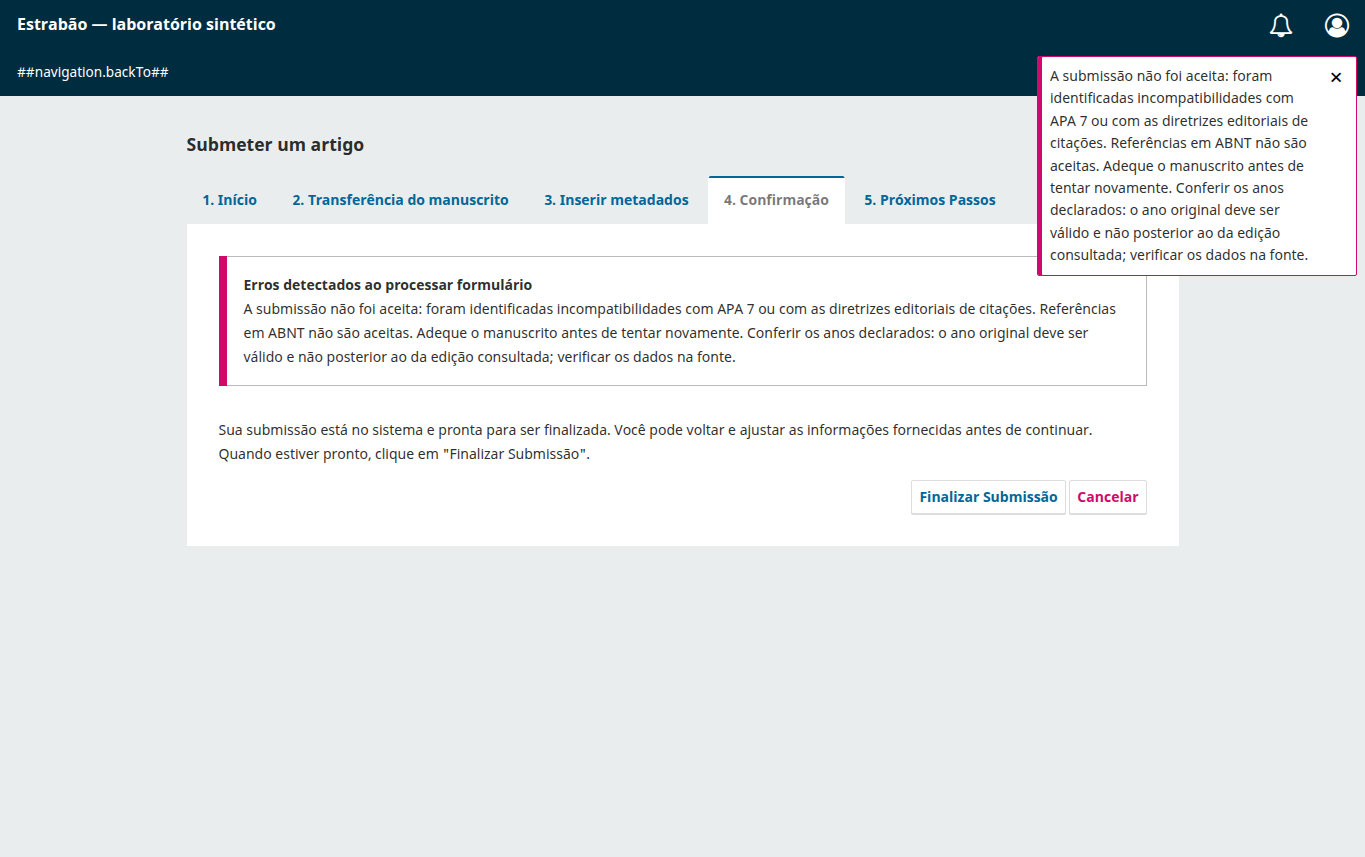 Estrabão — laboratório sintético
##navigation.backTo##
A submissão não foi aceita: foram
identificadas incompatibilidades com
APA 7 ou com as diretrizes editoriais de
citações. Referências em ABNT não são
aceitas. Adeque o manuscrito antes de
tentar novamente. Conferir os anos
declarados: o ano original deve ser
válido e não posterior ao da edição
consultada; verificar os dados na fonte.
Submeter um artigo
1. Início
2. Transferência do manuscrito
3. Inserir metadados
4. Confirmação
5. Próximos Passos
Erros detectados ao processar formulário
A submissão não foi aceita: foram identificadas incompatibilidades com APA 7 ou com as diretrizes editoriais de citações. Referências
em ABNT não são aceitas. Adeque o manuscrito antes de tentar novamente. Conferir os anos declarados: o ano original deve ser
válido e não posterior ao da edição consultada; verificar os dados na fonte.
Sua submissão está no sistema e pronta para ser finalizada. Você pode voltar e ajustar as informações fornecidas antes de continuar.
Quando estiver pronto, clique em "Finalizar Submissão".
Finalizar Submissão
Cancelar